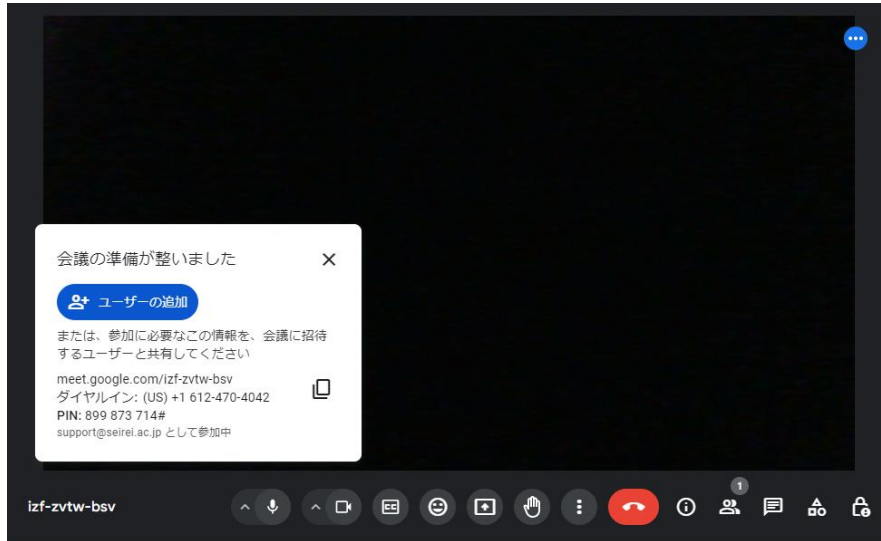 会議の準備が整いました
ユーザーの追加
または、参加に必要なこの情報を、会議に招待
するユーザーと共有してください
meet.google.com/izf-zvtw-bsv
ダイヤルイン: (US) +1 612-470-4042
PIN: 899 873 714#
support@seirei.ac.jp として参加中
izf-zvtw-bsv
CC
1